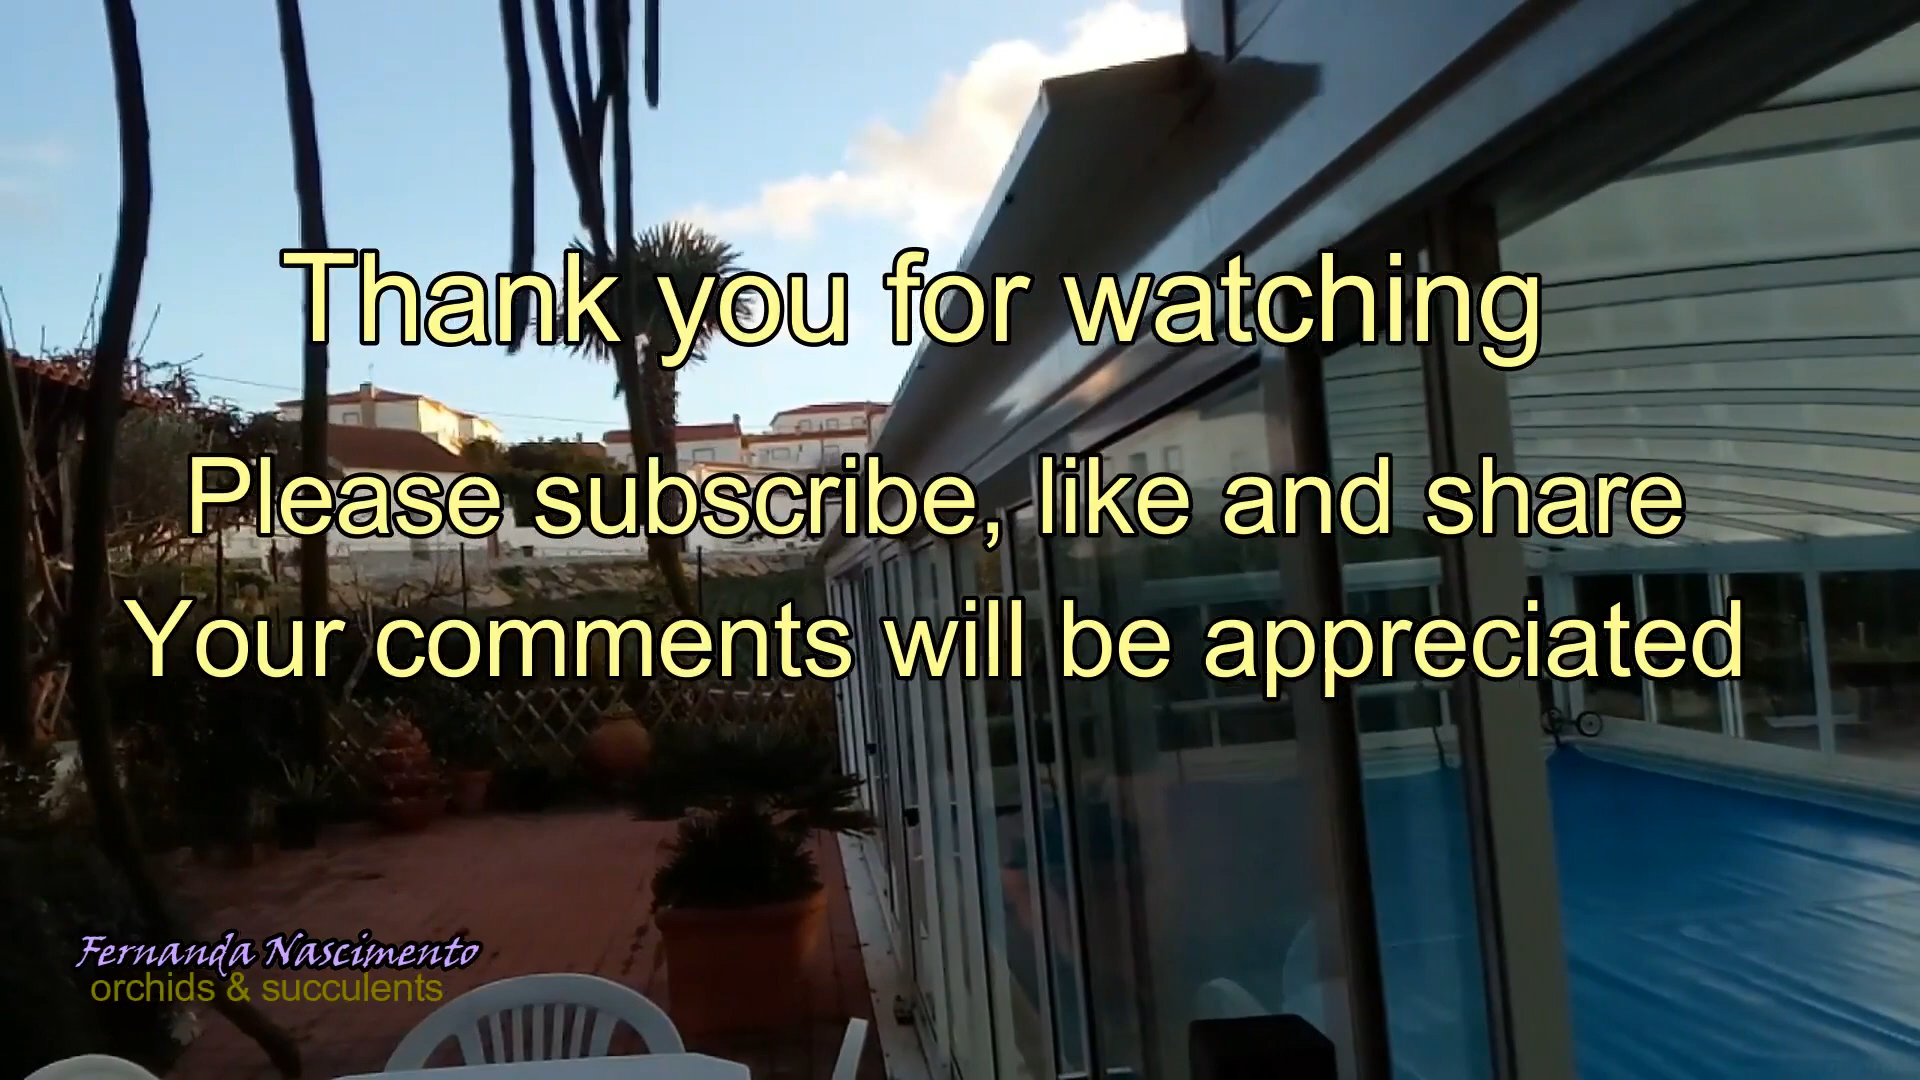 Thank you for watching
Please subscribe, like and share
Your comments will be appreciated
Fernanda Nascimento
orchids & succulents